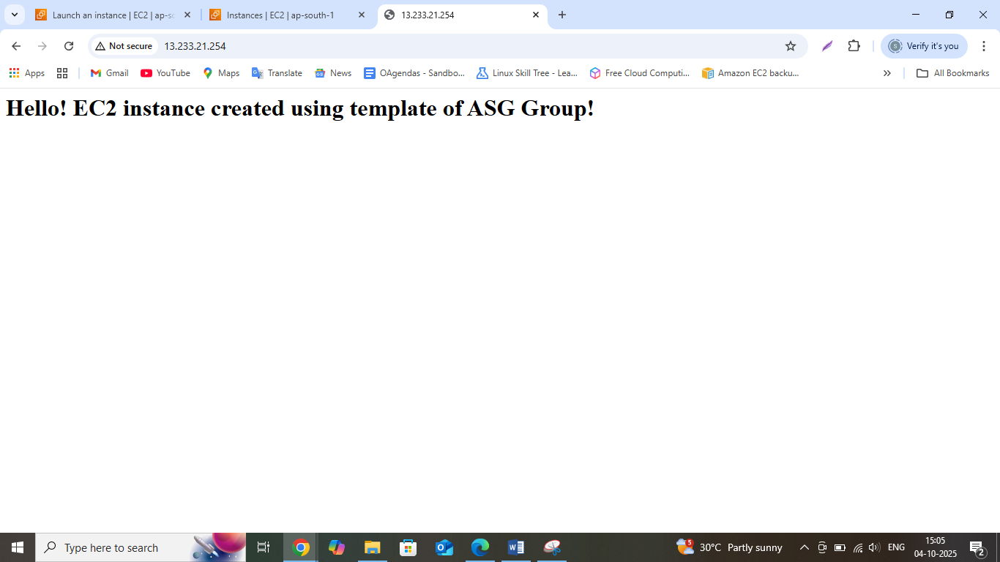 Launch an instance | EC2 | ap-so
Instances | EC2 | ap-south-1
13.233.21.254
Not secure
13.233.21.254
S
Verify it's you
Apps
Gmail
YouTube
Maps
Translate
News
OAgendas - Sandbo...
Linux Skill Tree - Lea...
Free Cloud Computi...
Amazon EC2 backu...
All Bookmarks
Hello! EC2 instance created using template of ASG Group!
Type here to search
5
30°C Partly sunny
ENG
15:05
04-10-2025
2